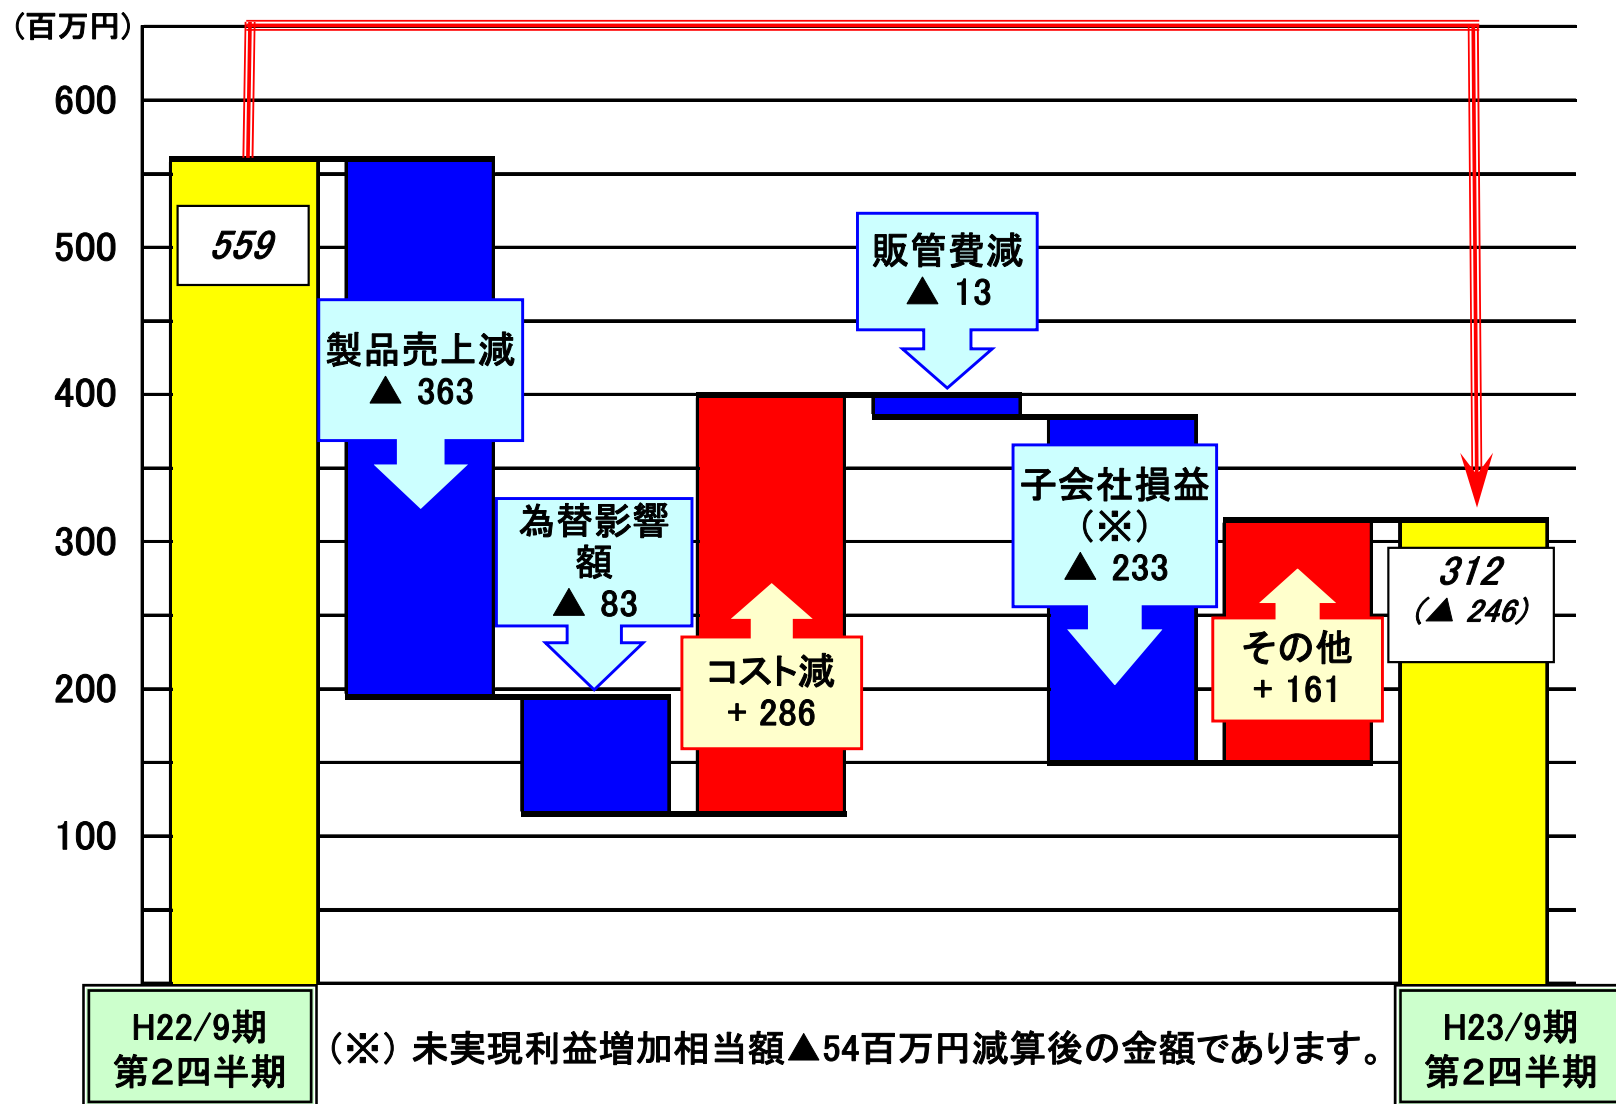 (百万円)
600
500
400
300
200
100
559
製品売上減
▲ 363
為替影響
額
▲ 83
コスト減
+ 286
販管費減
▲ 13
子会社損益
(※)
▲ 233
その他
+ 161
312
(▲ 246)
H22/9期
第2四半期
(※) 未実現利益増加相当額▲54百万円減算後の金額であります。
H23/9期
第2四半期